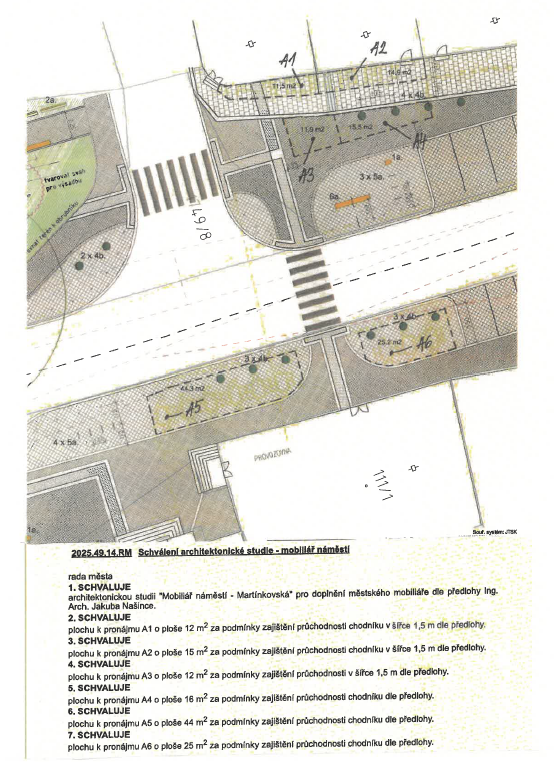 A1
A2
11,5 m2
14,9 m2
2a.
4 x 4b.
11,9 m2
15,5 m2
A4
A3
1a.
3 x 5a.
6a.
tvarovat svah
pro výsadbu
749/8
2 x 4b.
3 x 4b.
25,2 m2
A6
3 x 4b.
44,3 m2
A5
4 x 5a.
PROVOZOVNA
111/1
1a.
Souř. systém: JTSK
2025.49.14.RM Schválení architektonické studie - mobiliář náměstí
rada města
1. SCHVALUJE
architektonickou studii "Mobiliář náměstí - Martínkovská" pro doplnění městského mobiliáře dle předlohy Ing.
Arch. Jakuba Našince.
2. SCHVALUJE
plochu k pronájmu A1 o ploše 12 m2 za podmínky zajištění průchodnosti chodníku v šířce 1,5 m dle předlohy.
3. SCHVALUJE
plochu k pronájmu A2 o ploše 15 m2 za podmínky zajištění průchodnosti chodníku v šířce 1,5 m dle předlohy.
4. SCHVALUJE
plochu k pronájmu A3 o ploše 12 m2 za podmínky zajištění průchodnosti v šířce 1,5 m dle předlohy.
5. SCHVALUJE
plochu k pronájmu A4 o ploše 16 m2 za podmínky zajištění průchodnosti chodníku dle předlohy.
6. SCHVALUJE
plochu k pronájmu A5 o ploše 44 m2 za podmínky zajištění průchodnosti chodníku dle předlohy.
7. SCHVALUJE
plochu k pronájmu A6 o ploše 25 m2 za podmínky zajištění průchodnosti chodníku dle předlohy.